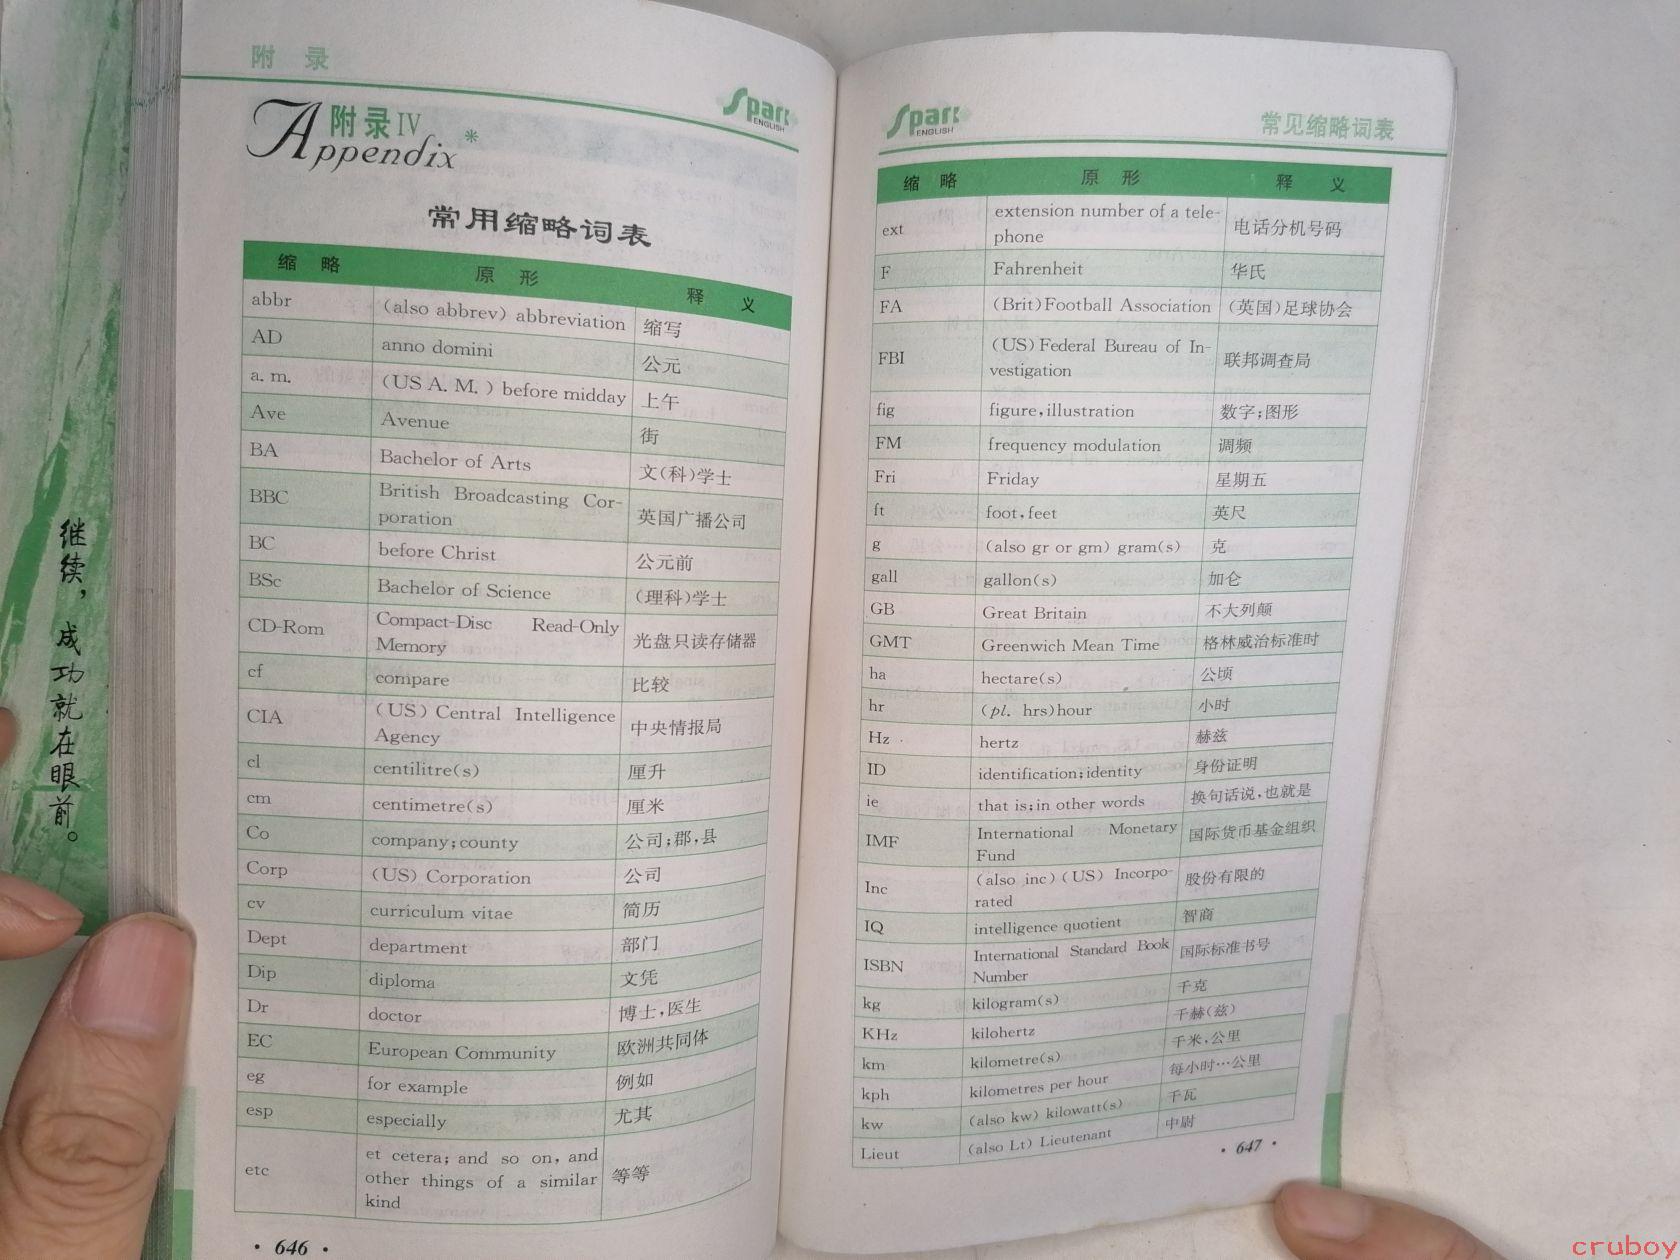 继续，成功就在眼前。
附 录
Spark
ENGLISH
附录IV
Appendix
常用缩略词表
缩 略 原 形 释 义
abbr (also abbrev) abbreviation 缩写
AD anno domini 公元
a.m. (US A.M.) before midday 上午
Ave Avenue 街
BA Bachelor of Arts 文(科)学士
BBC British Broadcasting Cor-
poration 英国广播公司
BC before Christ 公元前
BSc Bachelor of Science (理科)学士
CD-Rom Compact-Disc Read-Only
Memory 光盘只读存储器
cf compare 比较
CIA (US) Central Intelligence
Agency 中央情报局
cl centilitre(s) 厘升
cm centimetre(s) 厘米
Co company;county 公司;郡,县
Corp (US) Corporation 公司
cv curriculum vitae 简历
Dept department 部门
Dip diploma 文凭
Dr doctor 博士,医生
EC European Community 欧洲共同体
eg for example 例如
esp especially 尤其
etc et cetera; and so on, and
other things of a similar
kind 等等
· 646 ·
Spark
ENGLISH
常见缩略词表
缩 略 原 形 释 义
ext extension number of a tele-
phone 电话分机号码
F Fahrenheit 华氏
FA (Brit)Football Association (英国)足球协会
FBI (US)Federal Bureau of In-
vestigation 联邦调查局
fig figure,illustration 数字;图形
FM frequency modulation 调频
Fri Friday 星期五
ft foot,feet 英尺
g (also gr or gm) gram(s) 克
gall gallon(s) 加仑
GB Great Britain 不大列颠
GMT Greenwich Mean Time 格林威治标准时
ha hectare(s) 公顷
hr (pl. hrs)hour 小时
Hz hertz 赫兹
ID identification;identity 身份证明
ie that is;in other words 换句话说,也就是
IMF International Monetary
Fund 国际货币基金组织
Inc (also inc)(US) Incorpo-
rated 股份有限的
IQ intelligence quotient 智商
ISBN International Standard Book
Number 国际标准书号
kg kilogram(s) 千克
KHz kilohertz 千赫(兹)
km kilometre(s) 千米,公里
kph kilometres per hour 每小时…公里
kw (also kw) kilowatt(s) 千瓦
Lieut (also Lt) Lieutenant 中尉
· 647 ·
cruboy